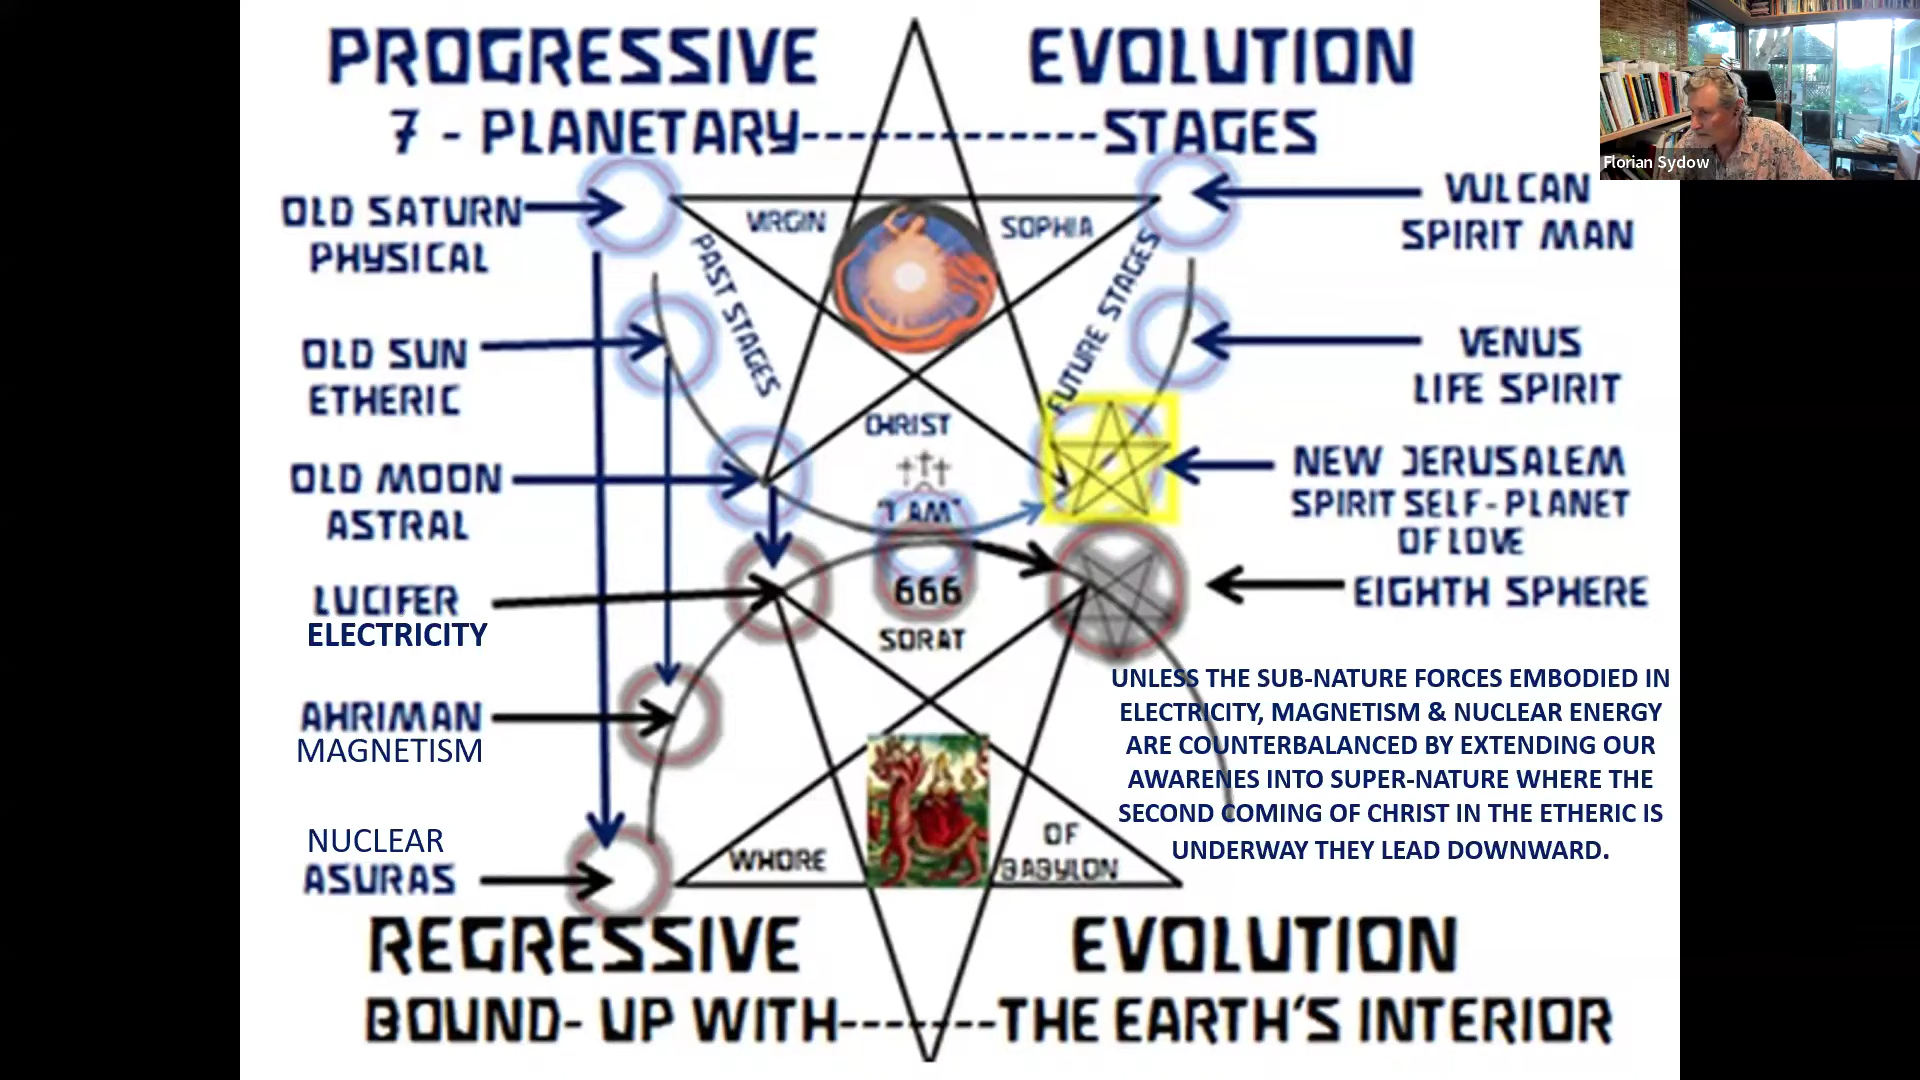 PROGRESSIVE EVOLUTION
7 - PLANETARY-------------STAGES
Florian Sydow
OLD SATURN
PHYSICAL
VULCAN
SPIRIT MAN
VIRGIN
SOPHIA
PAST STAGES
FUTURE STAGES
OLD SUN
ETHERIC
VENUS
LIFE SPIRIT
CHRIST
"I AM"
OLD MOON
ASTRAL
NEW JERUSALEM
SPIRIT SELF-PLANET
OF LOVE
LUCIFER
ELECTRICITY
666
SORAT
EIGHTH SPHERE
AHRIMAN
MAGNETISM
UNLESS THE SUB-NATURE FORCES EMBODIED IN
ELECTRICITY, MAGNETISM & NUCLEAR ENERGY
ARE COUNTERBALANCED BY EXTENDING OUR
AWARENES INTO SUPER-NATURE WHERE THE
SECOND COMING OF CHRIST IN THE ETHERIC IS
UNDERWAY THEY LEAD DOWNWARD.
NUCLEAR
ASURAS
WHORE
OF
BABYLON
REGRESSIVE EVOLUTION
BOUND- UP WITH-------THE EARTH'S INTERIOR